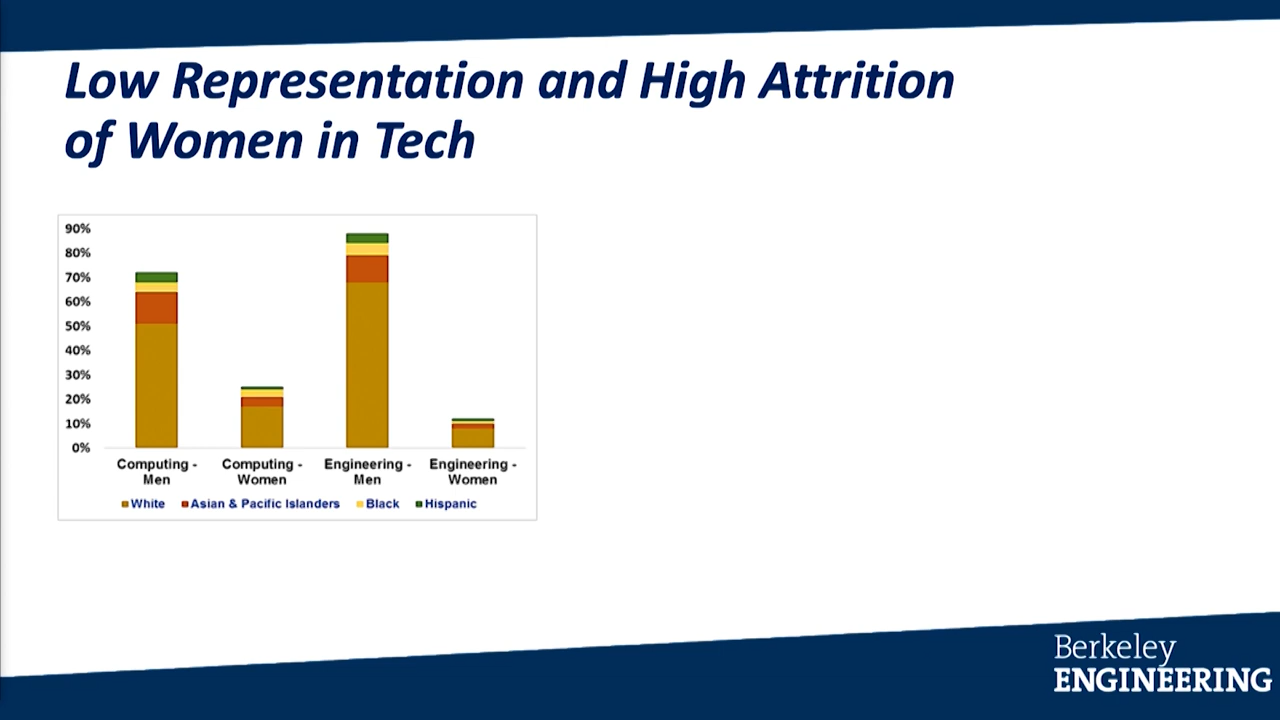 Low Representation and High Attrition
of Women in Tech
90%
80%
70%
60%
50%
40%
30%
20%
10%
0%
Computing - Men
Computing - Women
Engineering - Men
Engineering - Women
White
Asian & Pacific Islanders
Black
Hispanic
Berkeley
ENGINEERING